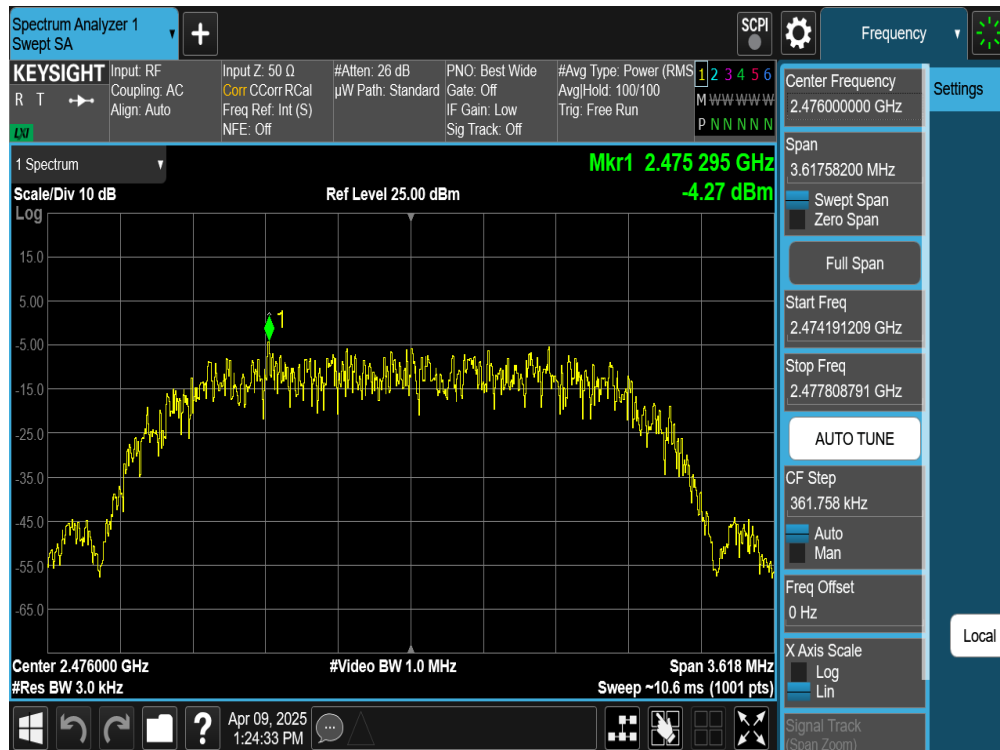 Spectrum Analyzer 1
Swept SA
+
SCPI
Frequency
KEYSIGHT
R T
LXI
Input: RF
Coupling: AC
Align: Auto
Input Z: 50 Ω
Corr CCorr RCal
Freq Ref: Int (S)
NFE: Off
#Atten: 26 dB
µW Path: Standard
PNO: Best Wide
Gate: Off
IF Gain: Low
Sig Track: Off
#Avg Type: Power (RMS
Avg|Hold: 100/100
Trig: Free Run
1 2 3 4 5 6
M W W W W W
P N N N N N
1 Spectrum
Mkr1 2.475 295 GHz
-4.27 dBm
Scale/Div 10 dB
Ref Level 25.00 dBm
Log
15.0
5.00
-5.00
-15.0
-25.0
-35.0
-45.0
-55.0
-65.0
1
Center 2.476000 GHz
#Video BW 1.0 MHz
Span 3.618 MHz
#Res BW 3.0 kHz
Sweep ~10.6 ms (1001 pts)
Center Frequency
2.476000000 GHz
Settings
Span
3.61758200 MHz
Swept Span
Zero Span
Full Span
Start Freq
2.474191209 GHz
Stop Freq
2.477808791 GHz
AUTO TUNE
CF Step
361.758 kHz
Auto
Man
Freq Offset
0 Hz
Local
X Axis Scale
Log
Lin
Signal Track
(Span Zoom)
?
Apr 09, 2025
1:24:33 PM